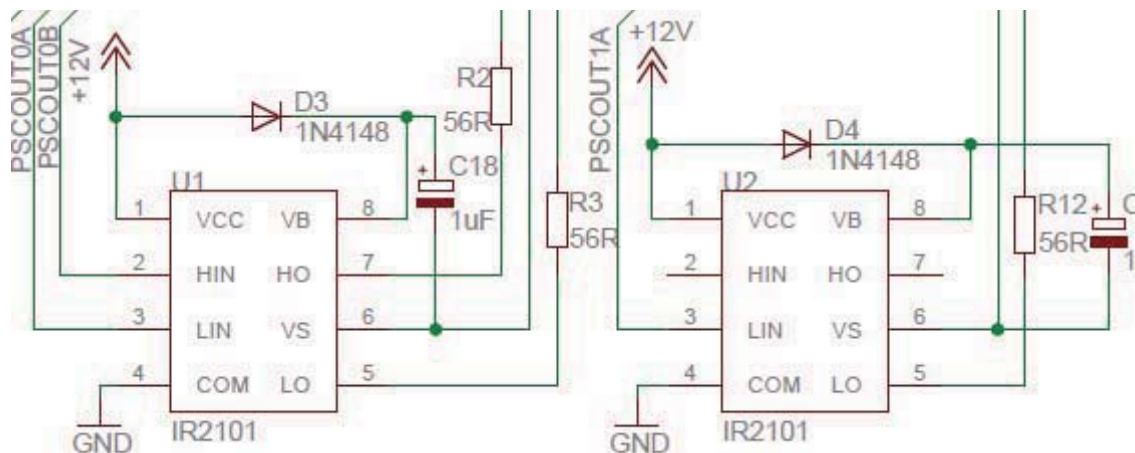 PSCOUT0A
PSCOUT0B
+12V
D3
1N4148
R2
56R
C18
1uF
R3
56R
U1
1 VCC VB 8
2 HIN HO 7
3 LIN VS 6
4 COM LO 5
IR2101
GND
PSCOUT1A
+12V
D4
1N4148
U2
1 VCC VB 8
2 HIN HO 7
3 LIN VS 6
4 COM LO 5
IR2101
GND
R12
56R
C
1